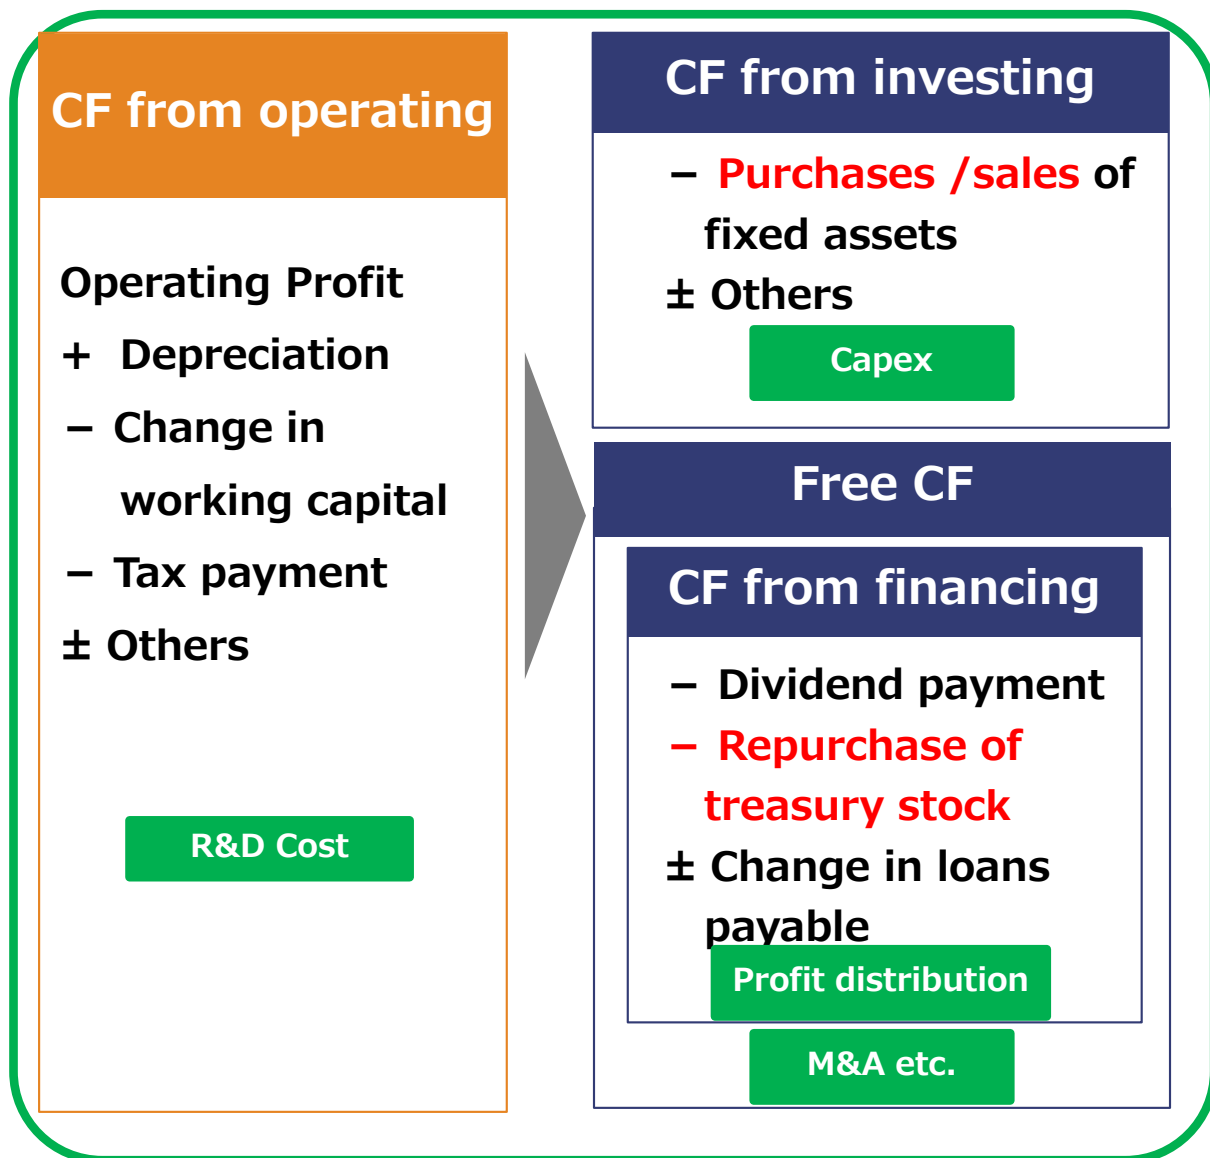 CF from operating
Operating Profit
+ Depreciation
− Change in
working capital
− Tax payment
± Others
R&D Cost
CF from investing
− Purchases /sales of
fixed assets
± Others
Capex
Free CF
CF from financing
− Dividend payment
− Repurchase of
treasury stock
± Change in loans
payable
Profit distribution
M&A etc.